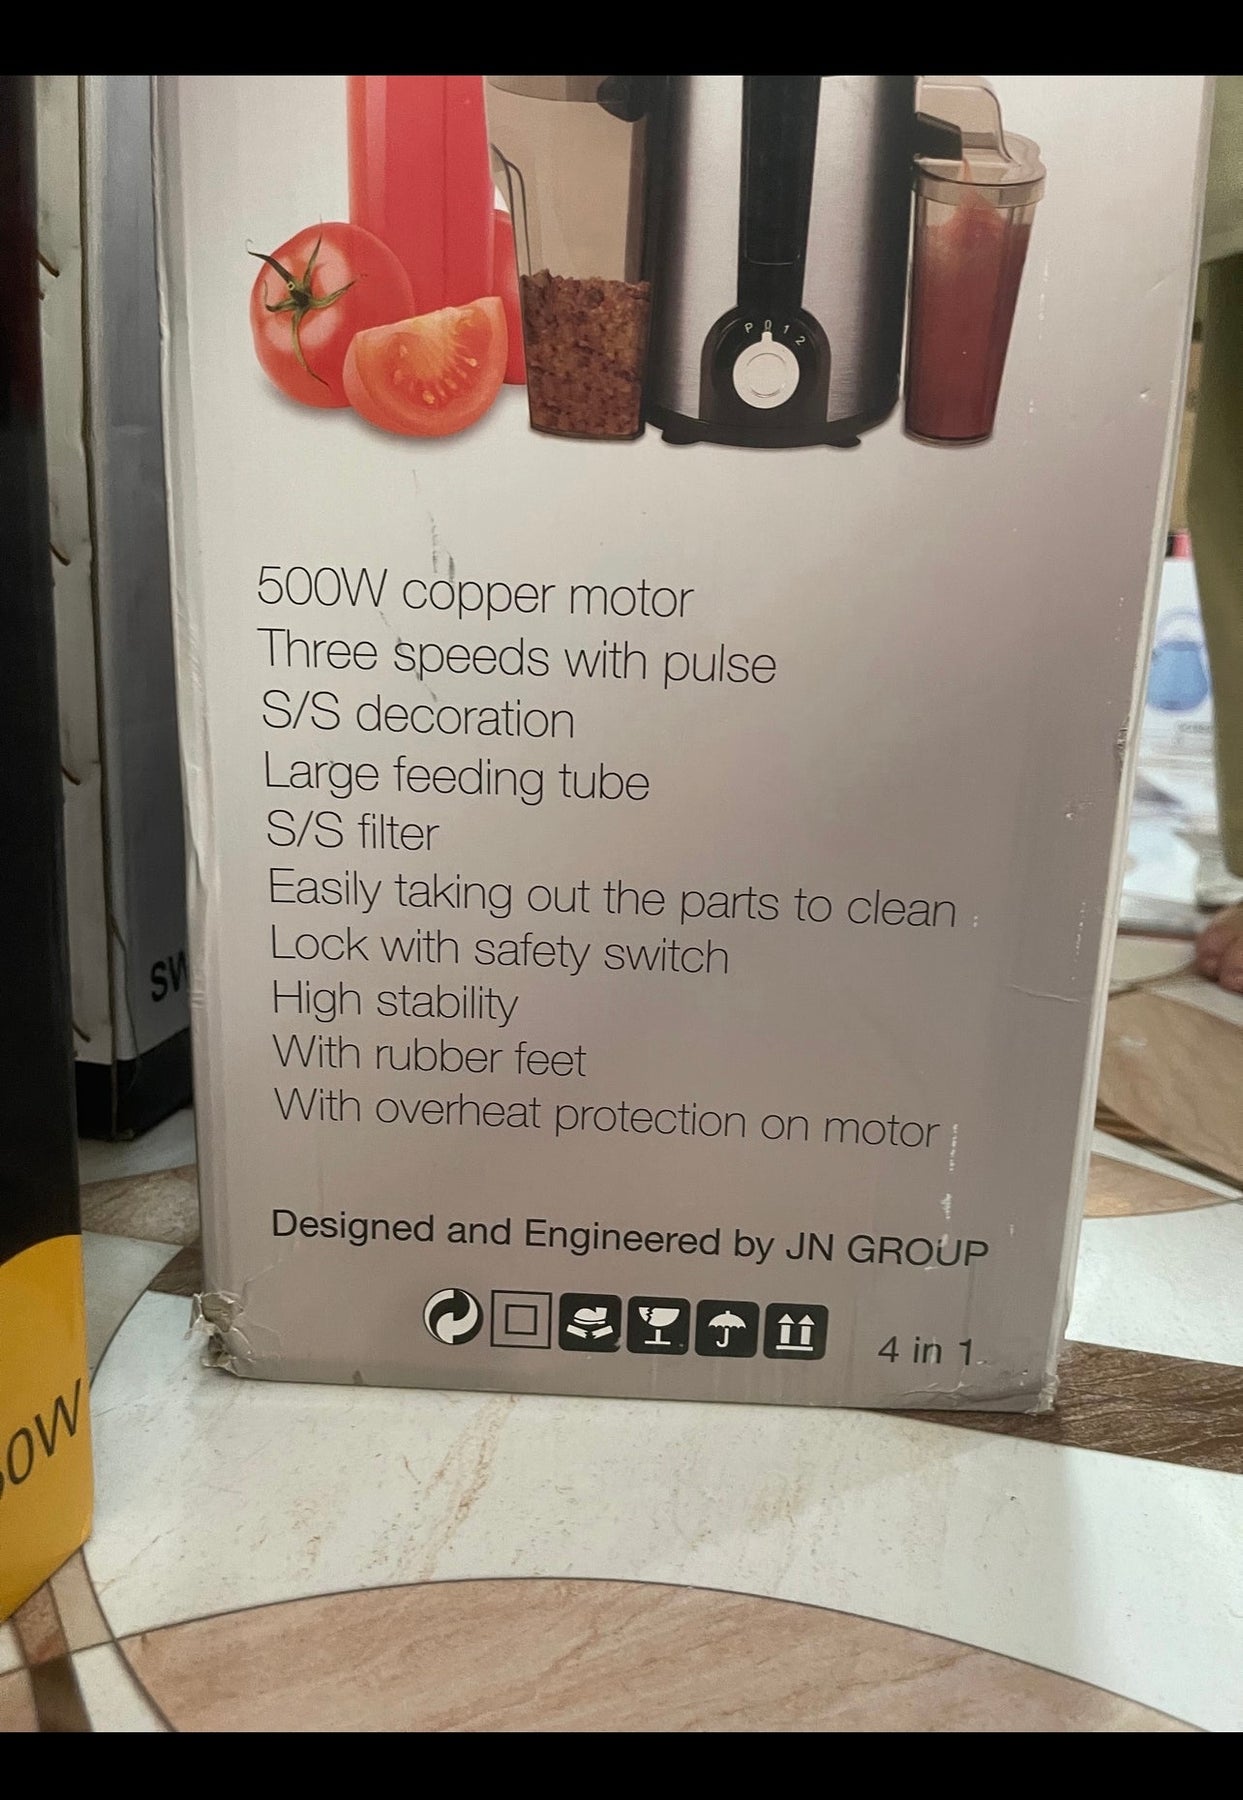 P 0 1 2
500W copper motor
Three speeds with pulse
S/S decoration
Large feeding tube
S/S filter
Easily taking out the parts to clean
Lock with safety switch
High stability
With rubber feet
With overheat protection on motor
Designed and Engineered by JN GROUP
4 in 1
SW
0W